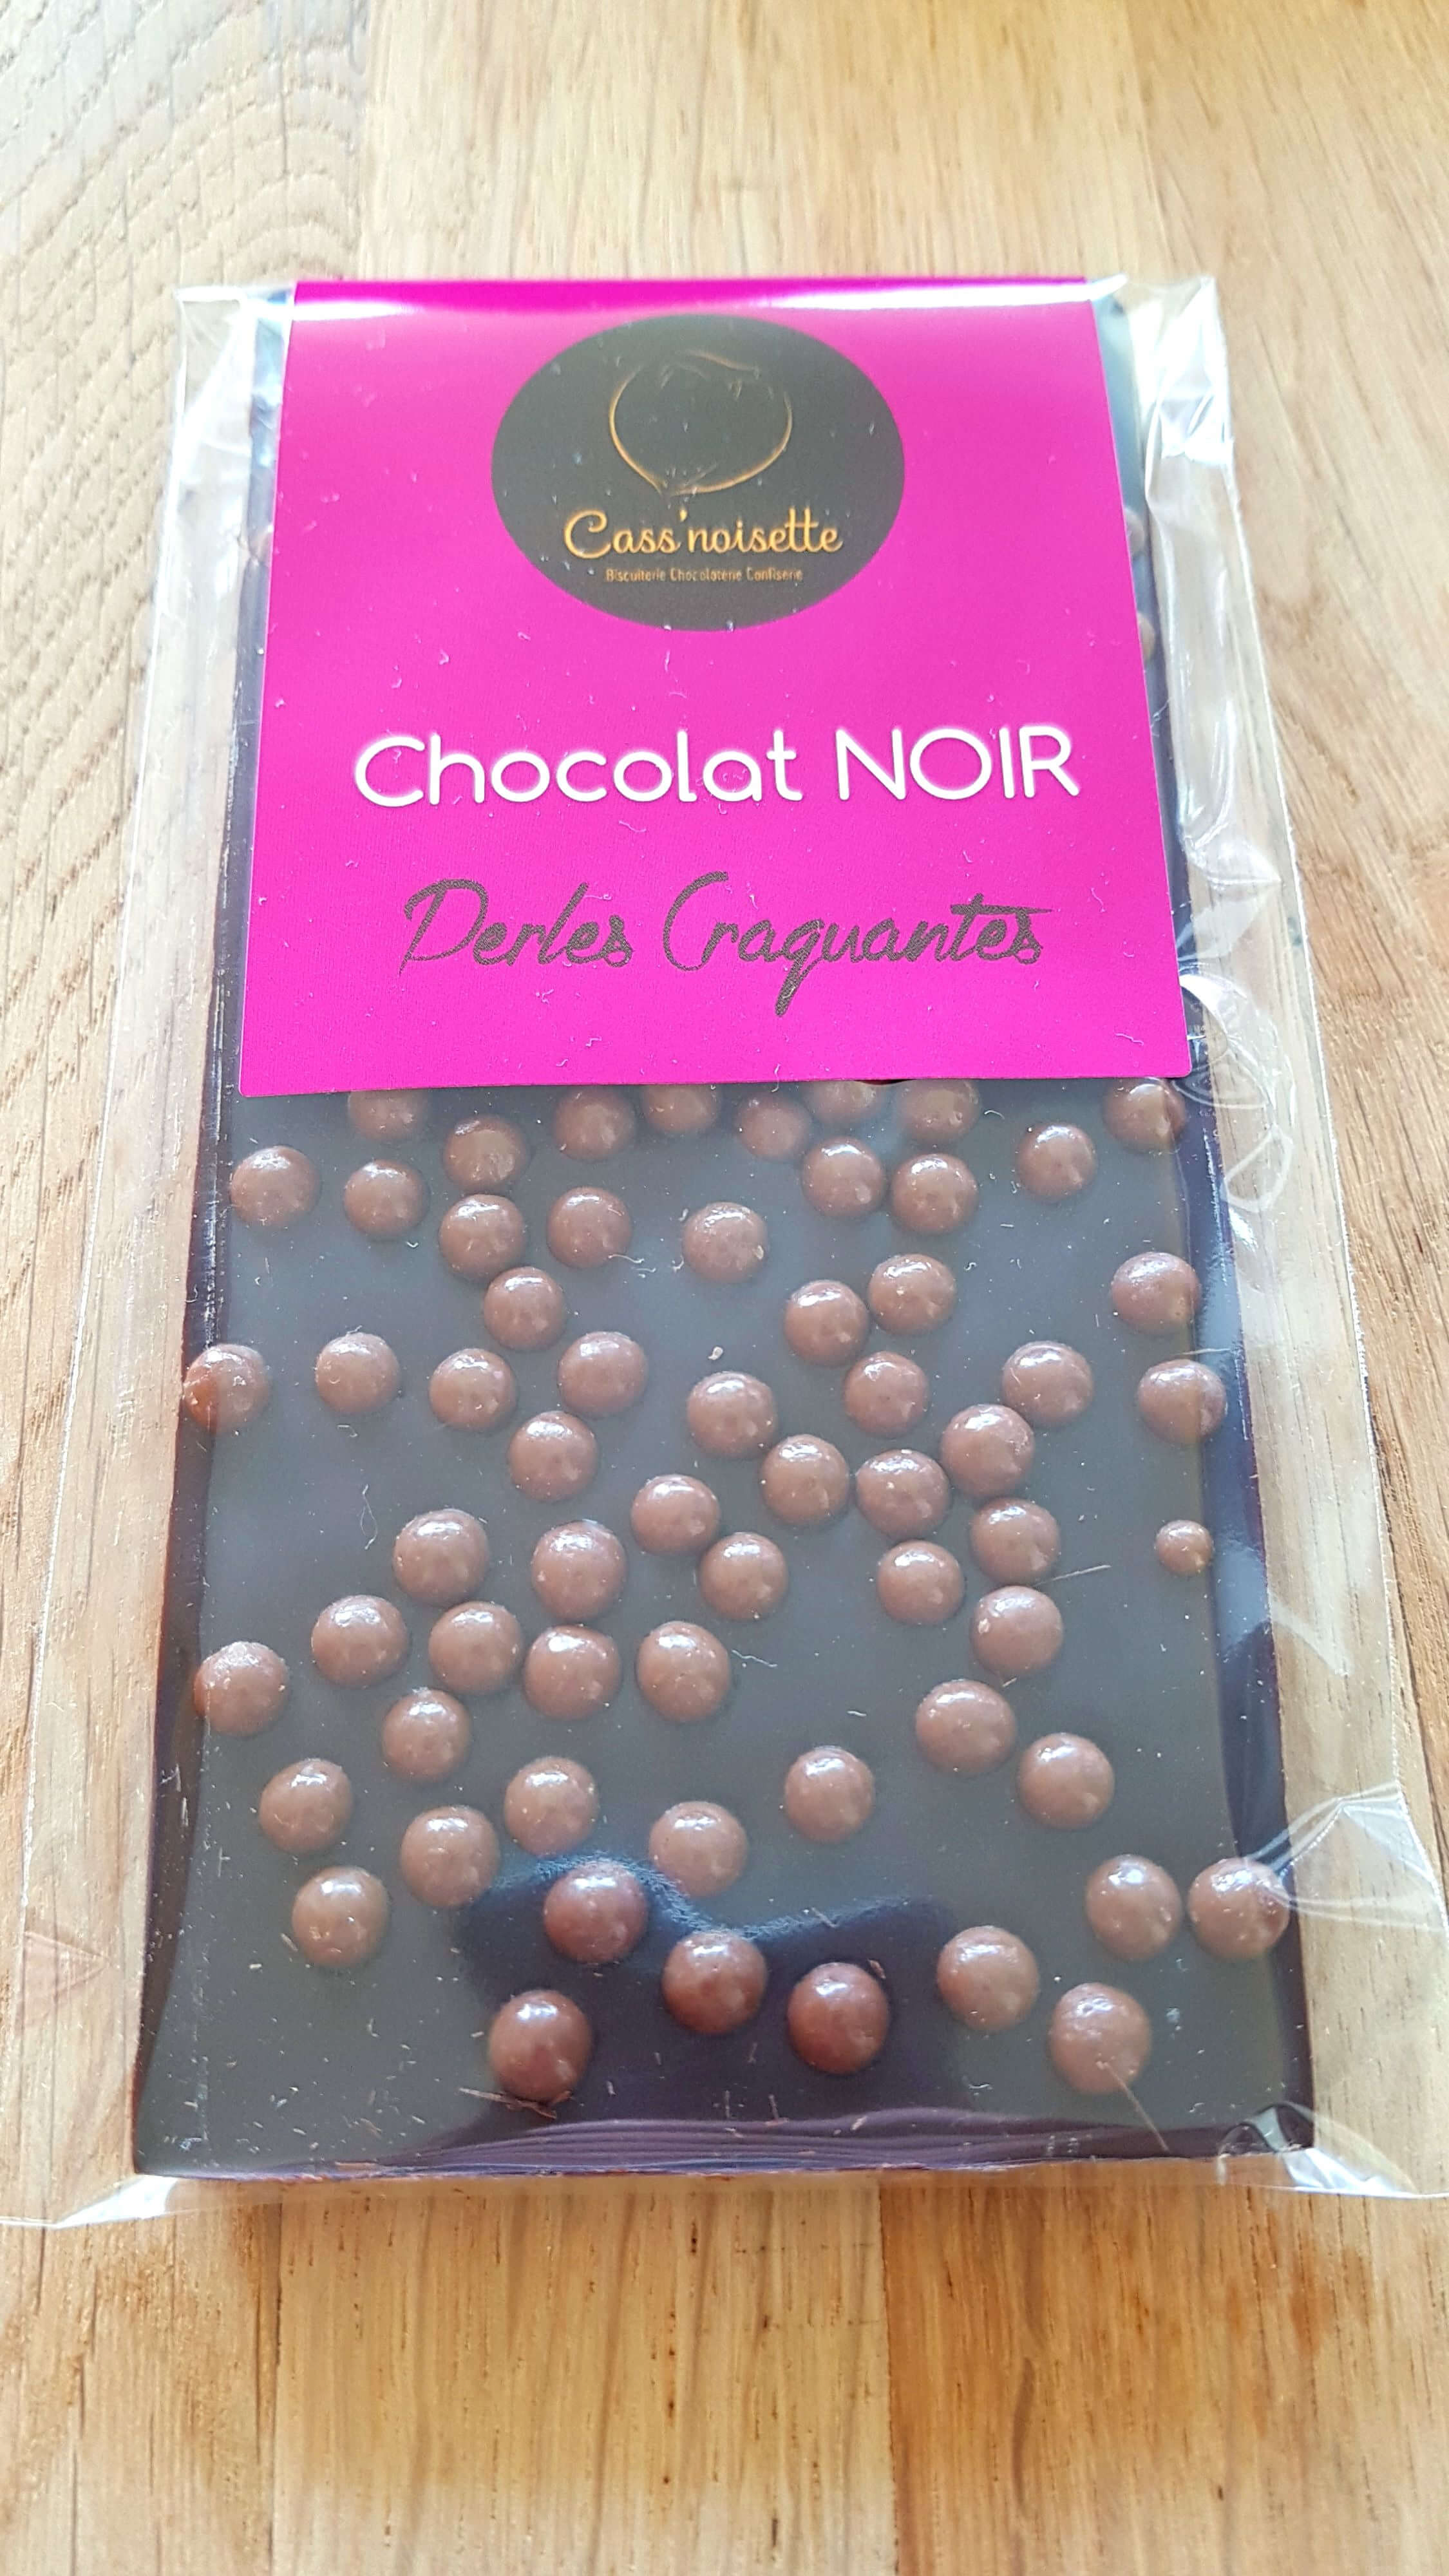 Cass'noisette
Biscuiterie Chocolaterie Confiserie
Chocolat NOIR
Perles Craquantes